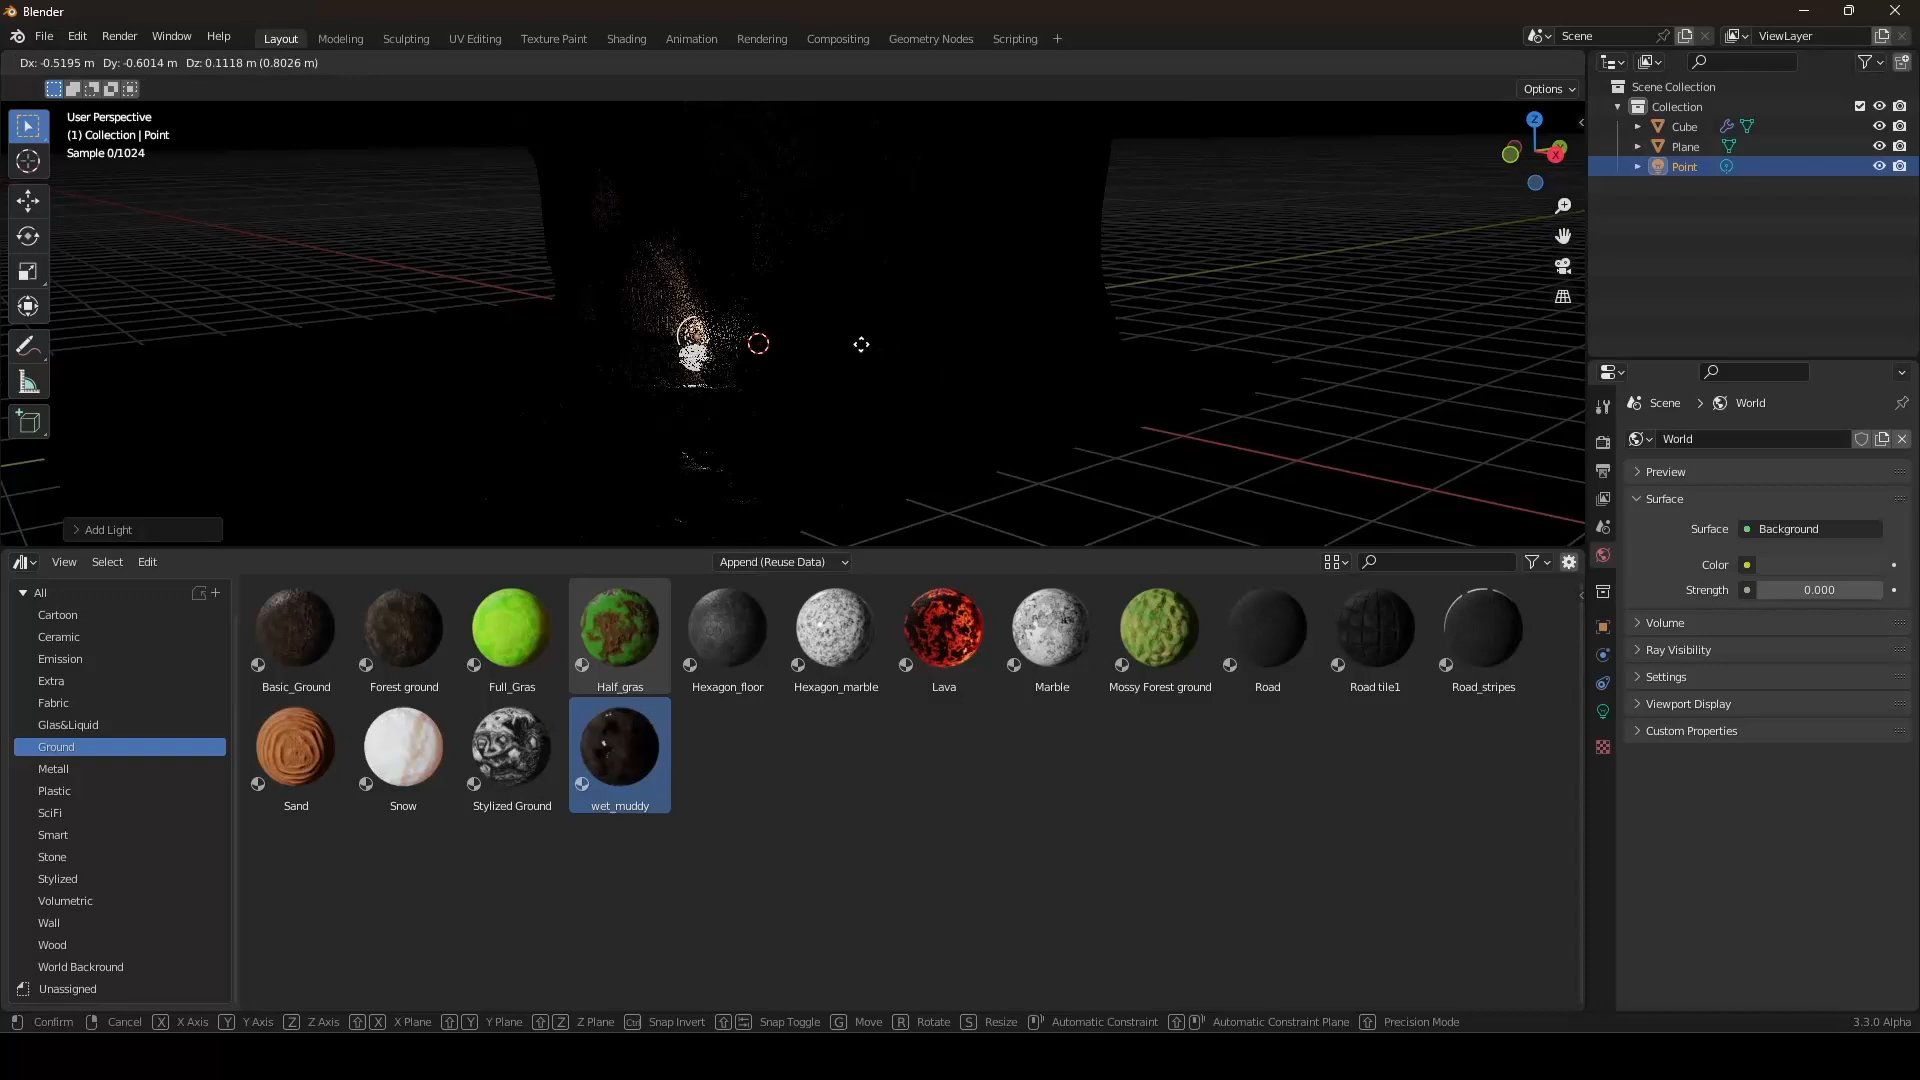 Blender
File Edit Render Window Help Layout Modeling Sculpting UV Editing Texture Paint Shading Animation Rendering Compositing Geometry Nodes Scripting + Scene ViewLayer
Dx: -0.5195 m Dy: -0.6014 m Dz: 0.1118 m (0.8026 m)
Options
User Perspective
(1) Collection | Point
Sample 0/1024
Z
X
Scene Collection
Collection
Cube
Plane
Point
Add Light
Scene > World
World
Preview
Surface
Surface Background
Color
Strength 0.000
Volume
Ray Visibility
Settings
Viewport Display
Custom Properties
View Select Edit Append (Reuse Data)
All
Cartoon
Ceramic
Emission
Extra
Fabric
Glas&Liquid
Ground
Metall
Plastic
SciFi
Smart
Stone
Stylized
Volumetric
Wall
Wood
World Backround
Unassigned
Basic_Ground Forest ground Full_Gras Half_gras Hexagon_floor Hexagon_marble Lava Marble Mossy Forest ground Road Road tile1 Road_stripes
Sand Snow Stylized Ground wet_muddy
Confirm Cancel X X Axis Y Y Axis Z Z Axis X X Plane Y Y Plane Z Z Plane Ctrl Snap Invert Snap Toggle G Move R Rotate S Resize Automatic Constraint Automatic Constraint Plane Precision Mode 3.3.0 Alpha